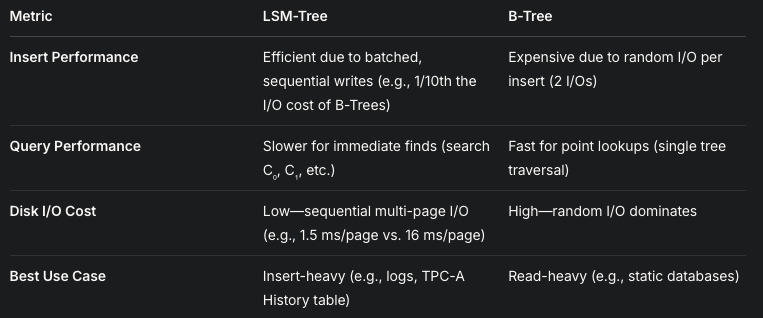 Metric LSM-Tree B-Tree
Insert Performance Efficient due to batched, Expensive due to random I/O per
sequential writes (e.g., 1/10th the insert (2 I/Os)
I/O cost of B-Trees)
Query Performance Slower for immediate finds (search Fast for point lookups (single tree
C₀, C₁, etc.) traversal)
Disk I/O Cost Low—sequential multi-page I/O High—random I/O dominates
(e.g., 1.5 ms/page vs. 16 ms/page)
Best Use Case Insert-heavy (e.g., logs, TPC-A Read-heavy (e.g., static databases)
History table)